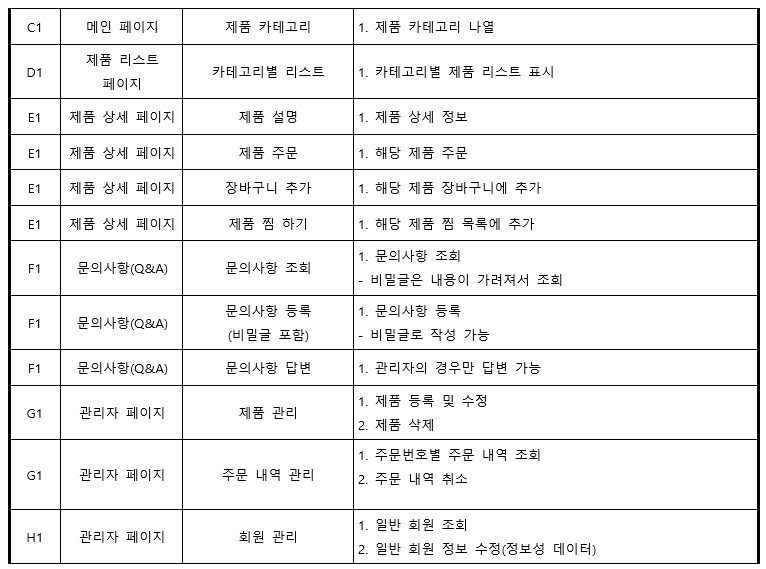 C1 메인 페이지 제품 카테고리 1. 제품 카테고리 나열
D1 제품 리스트 페이지 카테고리별 리스트 1. 카테고리별 제품 리스트 표시
E1 제품 상세 페이지 제품 설명 1. 제품 상세 정보
E1 제품 상세 페이지 제품 주문 1. 해당 제품 주문
E1 제품 상세 페이지 장바구니 추가 1. 해당 제품 장바구니에 추가
E1 제품 상세 페이지 제품 찜 하기 1. 해당 제품 찜 목록에 추가
F1 문의사항(Q&A) 문의사항 조회 1. 문의사항 조회
- 비밀글은 내용이 가려져서 조회
F1 문의사항(Q&A) 문의사항 등록 (비밀글 포함) 1. 문의사항 등록
- 비밀글로 작성 가능
F1 문의사항(Q&A) 문의사항 답변 1. 관리자의 경우만 답변 가능
G1 관리자 페이지 제품 관리 1. 제품 등록 및 수정
2. 제품 삭제
G1 관리자 페이지 주문 내역 관리 1. 주문번호별 주문 내역 조회
2. 주문 내역 취소
H1 관리자 페이지 회원 관리 1. 일반 회원 조회
2. 일반 회원 정보 수정(정보성 데이터)